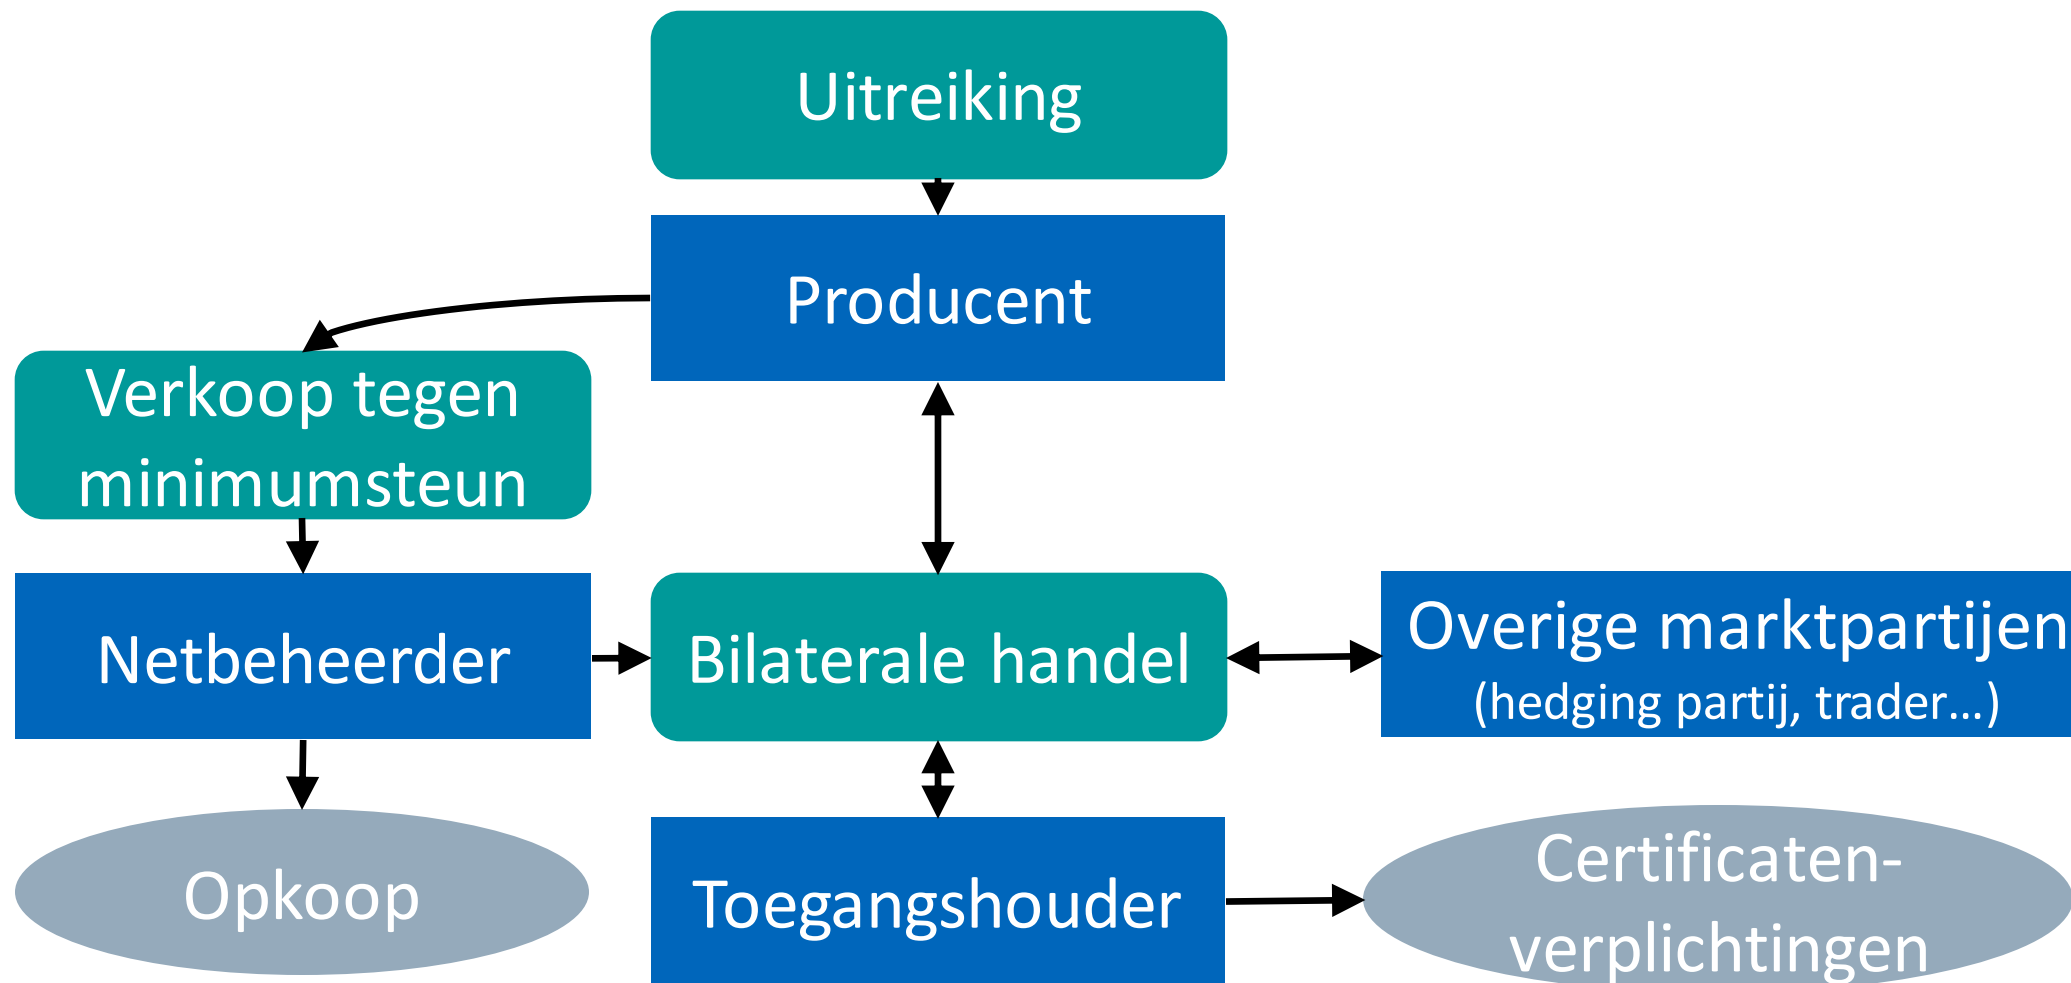 Uitreiking
Producent
Verkoop tegen
minimumsteun
Netbeheerder
Bilaterale handel
Overige marktpartijen
(hedging partij, trader…)
Opkoop
Toegangshouder
Certificaten-
verplichtingen